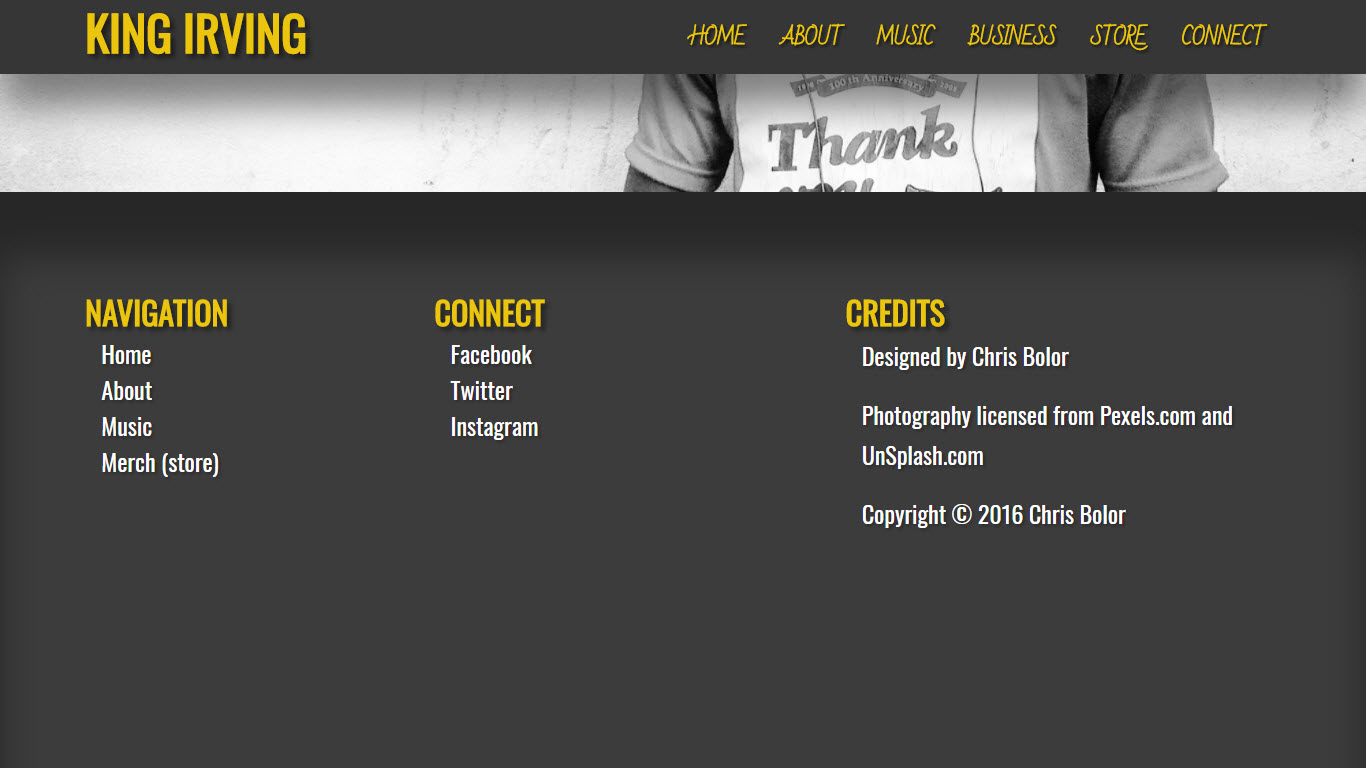 KING IRVING
HOME ABOUT MUSIC BUSINESS STORE CONNECT
100th Anniversary
Thank
NAVIGATION
Home
About
Music
Merch (store)
CONNECT
Facebook
Twitter
Instagram
CREDITS
Designed by Chris Bolor
Photography licensed from Pexels.com and
UnSplash.com
Copyright © 2016 Chris Bolor